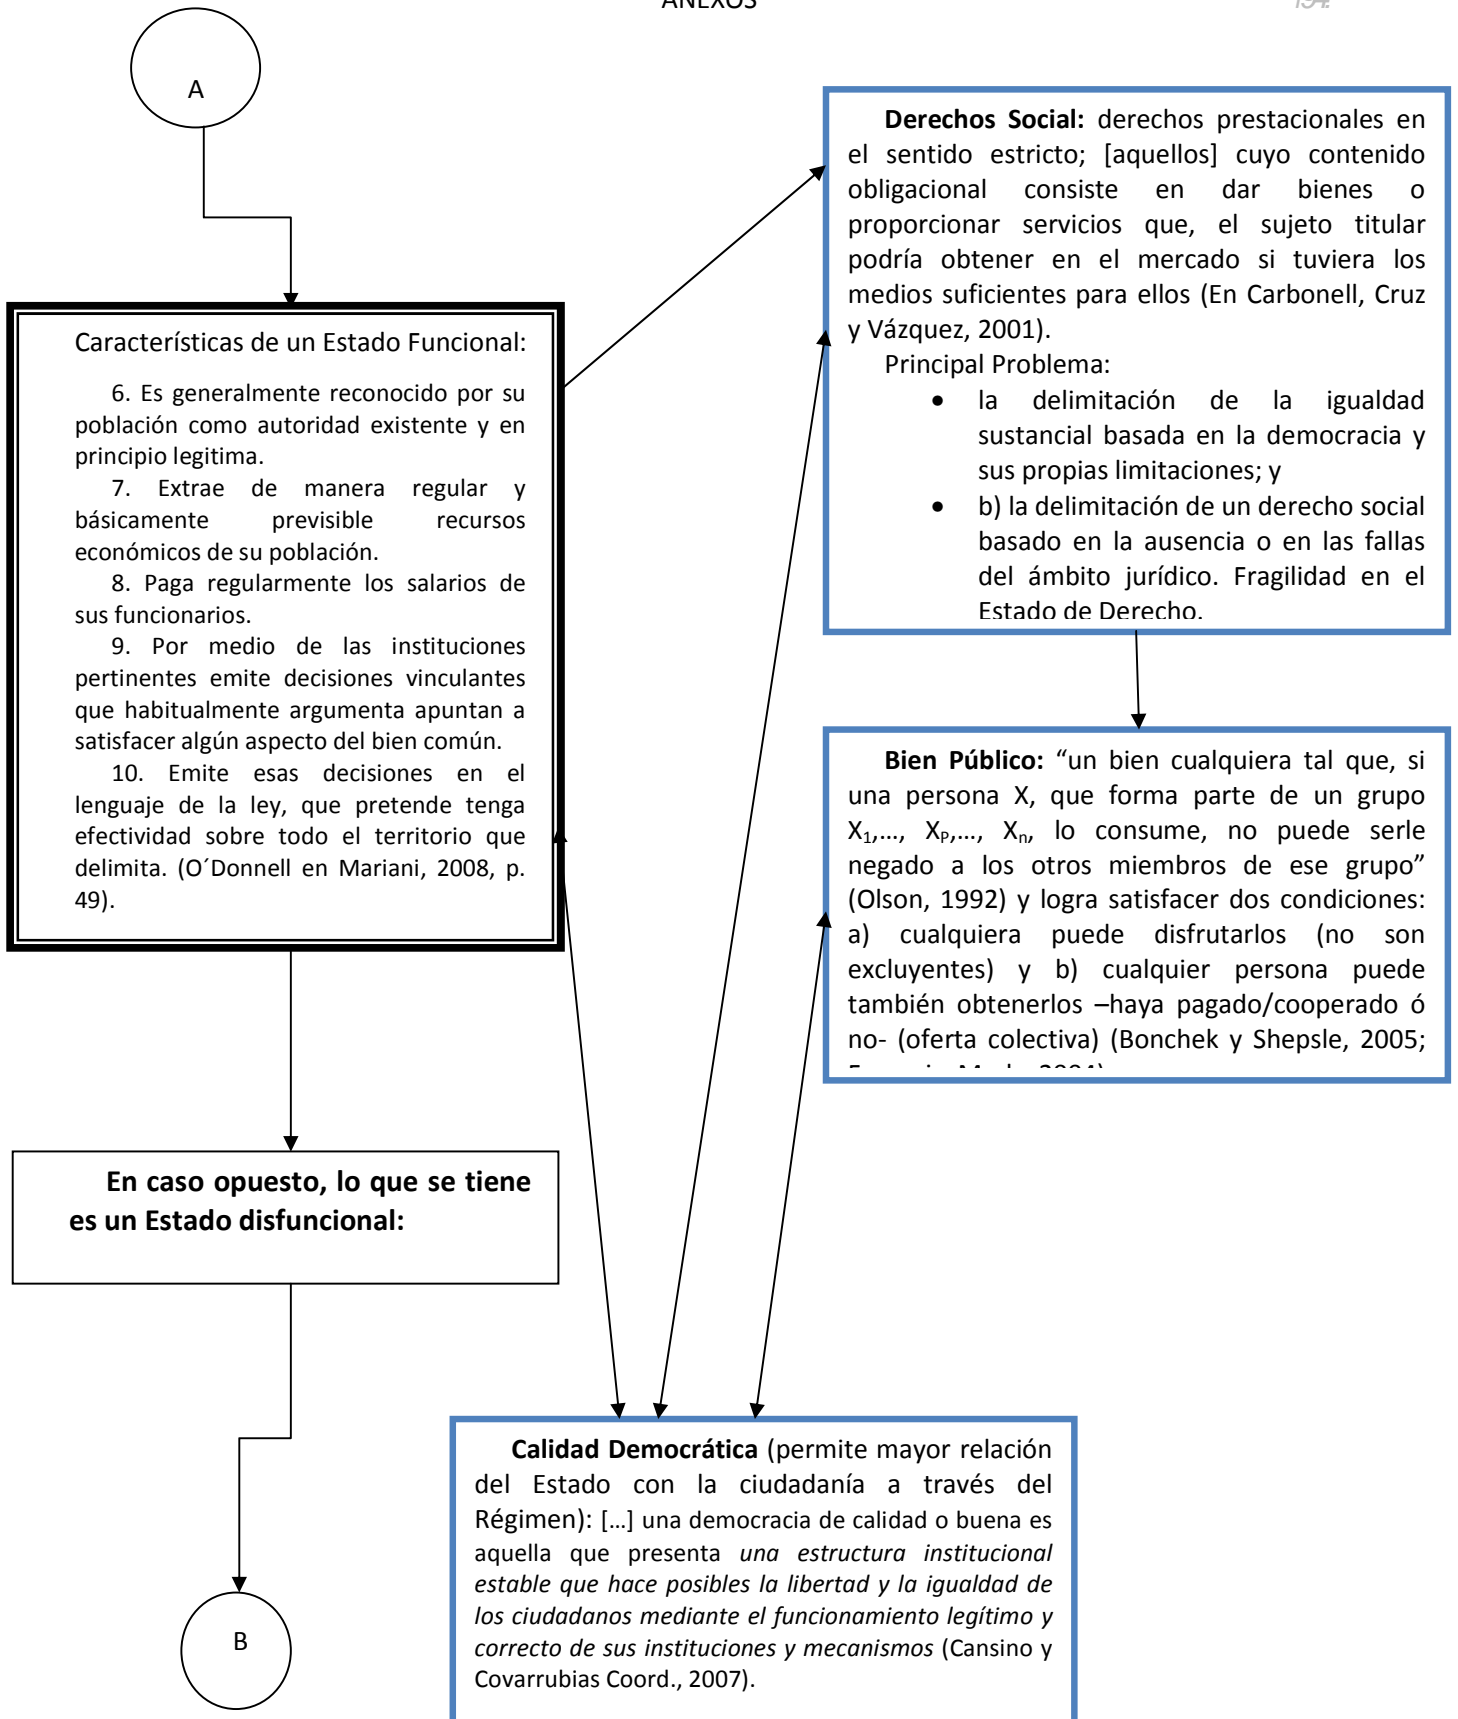 ANEXOS
194.
A
Características de un Estado Funcional:
6. Es generalmente reconocido por su
población como autoridad existente y en
principio legitima.
7. Extrae de manera regular y
básicamente previsible recursos
económicos de su población.
8. Paga regularmente los salarios de
sus funcionarios.
9. Por medio de las instituciones
pertinentes emite decisiones vinculantes
que habitualmente argumenta apuntan a
satisfacer algún aspecto del bien común.
10. Emite esas decisiones en el
lenguaje de la ley, que pretende tenga
efectividad sobre todo el territorio que
delimita. (O´Donnell en Mariani, 2008, p.
49).
Derechos Social: derechos prestacionales en
el sentido estricto; [aquellos] cuyo contenido
obligacional consiste en dar bienes o
proporcionar servicios que, el sujeto titular
podría obtener en el mercado si tuviera los
medios suficientes para ellos (En Carbonell, Cruz
y Vázquez, 2001).
Principal Problema:
• la delimitación de la igualdad
sustancial basada en la democracia y
sus propias limitaciones; y
• b) la delimitación de un derecho social
basado en la ausencia o en las fallas
del ámbito jurídico. Fragilidad en el
Estado de Derecho.
Bien Público: “un bien cualquiera tal que, si
una persona X, que forma parte de un grupo
X₁,…, Xₚ,…, Xₙ, lo consume, no puede serle
negado a los otros miembros de ese grupo”
(Olson, 1992) y logra satisfacer dos condiciones:
a) cualquiera puede disfrutarlos (no son
excluyentes) y b) cualquier persona puede
también obtenerlos –haya pagado/cooperado ó
no- (oferta colectiva) (Bonchek y Shepsle, 2005;
En caso opuesto, lo que se tiene
es un Estado disfuncional:
B
Calidad Democrática (permite mayor relación
del Estado con la ciudadanía a través del
Régimen): […] una democracia de calidad o buena es
aquella que presenta una estructura institucional
estable que hace posibles la libertad y la igualdad de
los ciudadanos mediante el funcionamiento legítimo y
correcto de sus instituciones y mecanismos (Cansino y
Covarrubias Coord., 2007).